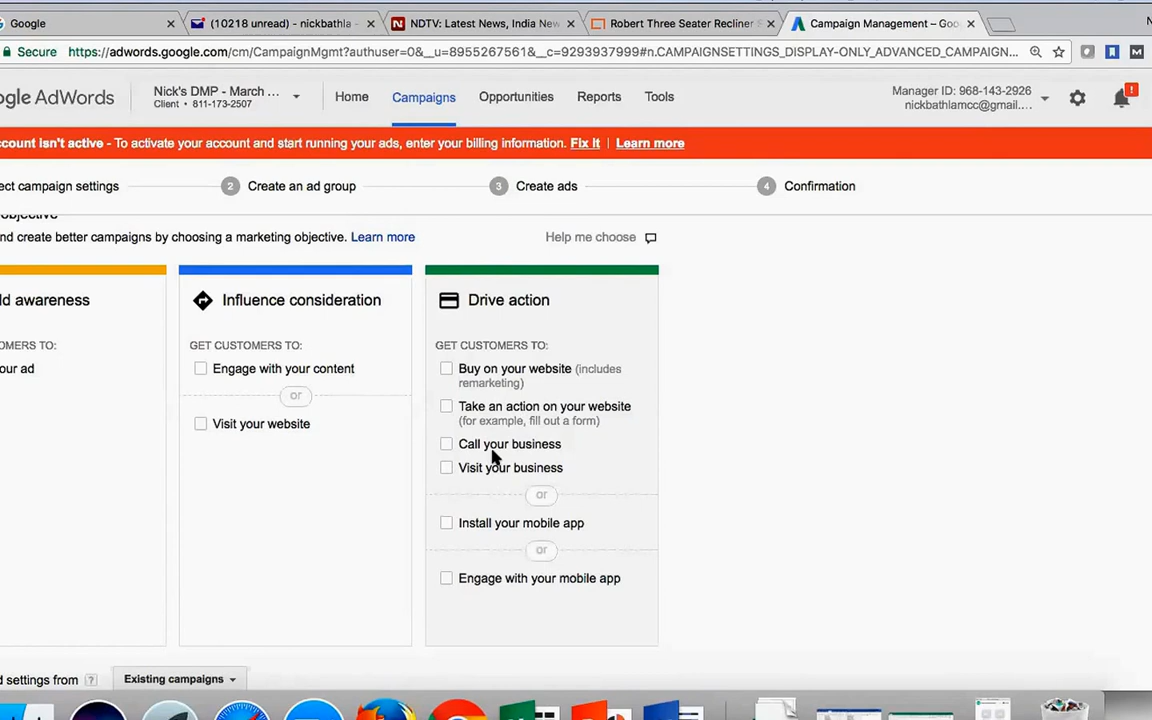 Google
(10218 unread) - nickbathla
NDTV: Latest News, India New
Robert Three Seater Recliner S
Campaign Management – Goo
N
Secure https://adwords.google.com/cm/CampaignMgmt?authuser=0&__u=8955267561&__c=9293937999#n.CAMPAIGNSETTINGS_DISPLAY-ONLY_ADVANCED_CAMPAIGN...
gle AdWords
Nick's DMP - March ...
Client • 811-173-2507
Home
Campaigns
Opportunities
Reports
Tools
Manager ID: 968-143-2926
nickbathlamcc@gmail....
!
ccount isn't active - To activate your account and start running your ads, enter your billing information. Fix it | Learn more
ect campaign settings
2 Create an ad group
3 Create ads
4 Confirmation
objective
and create better campaigns by choosing a marketing objective. Learn more
Help me choose
ld awareness
OMERS TO:
our ad
Influence consideration
GET CUSTOMERS TO:
Engage with your content
or
Visit your website
Drive action
GET CUSTOMERS TO:
Buy on your website (includes
remarketing)
Take an action on your website
(for example, fill out a form)
Call your business
Visit your business
or
Install your mobile app
or
Engage with your mobile app
d settings from ?
Existing campaigns